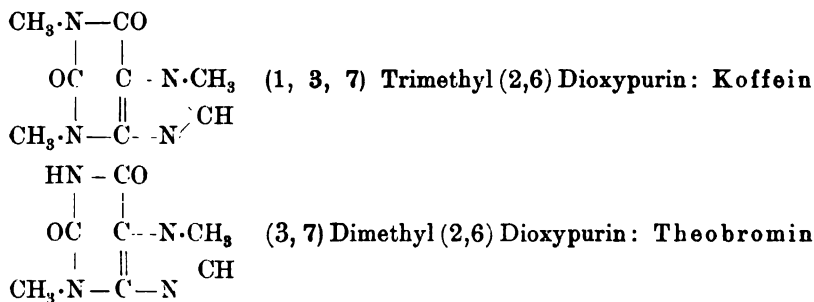 CH₃·N—CO
OC C - N·CH₃ (1, 3, 7) Trimethyl (2,6) Dioxypurin: Koffein
CH
CH₃·N—C--N
HN – CO
OC C---N·CH₃ (3, 7) Dimethyl (2,6) Dioxypurin: Theobromin
CH
CH₃·N—C—N